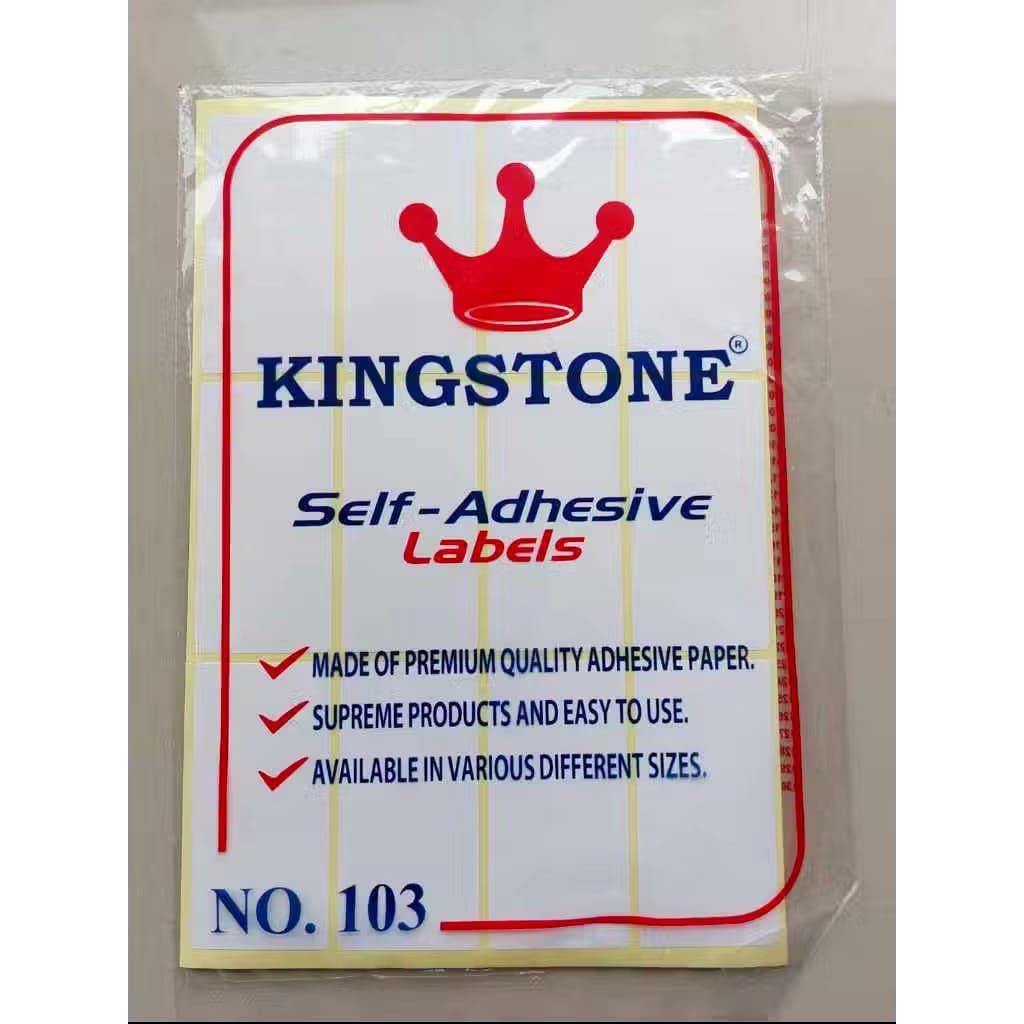 KINGSTONE®
Self-Adhesive
Labels
MADE OF PREMIUM QUALITY ADHESIVE PAPER.
SUPREME PRODUCTS AND EASY TO USE.
AVAILABLE IN VARIOUS DIFFERENT SIZES.
NO. 103